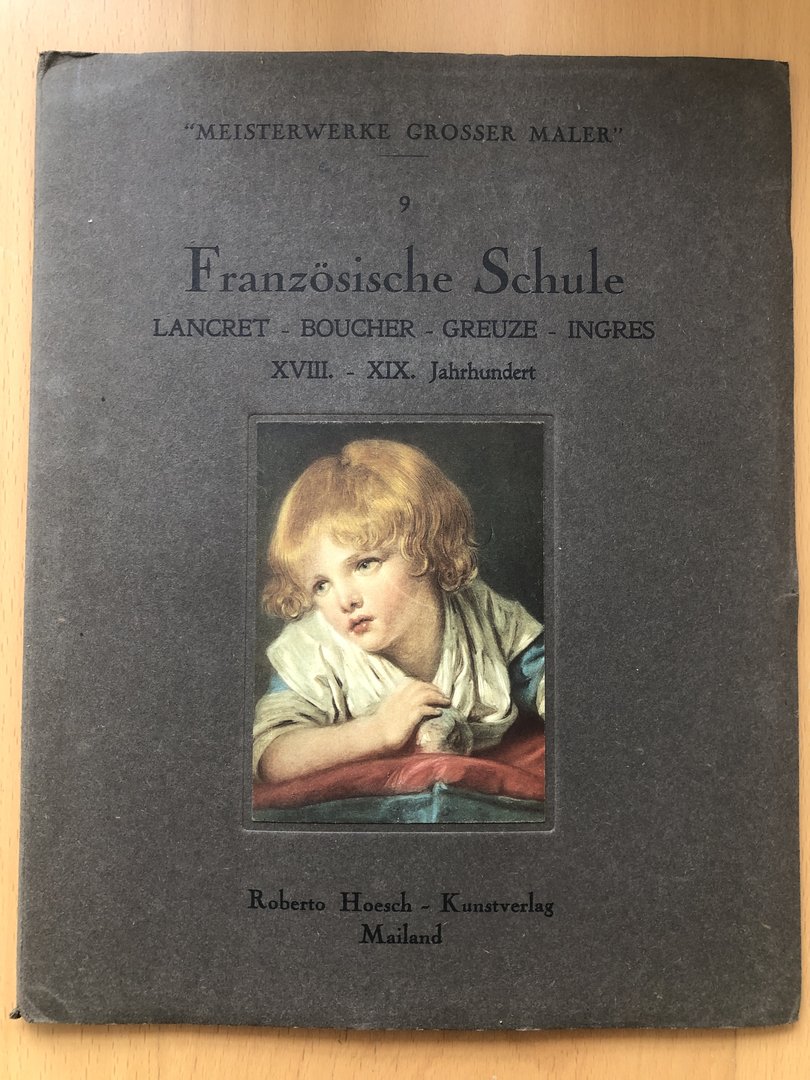 "MEISTERWERKE GROSSER MALER"
9
Französische Schule
LANCRET - BOUCHER - GREUZE - INGRES
XVIII. - XIX. Jahrhundert
Roberto Hoesch - Kunstverlag
Mailand